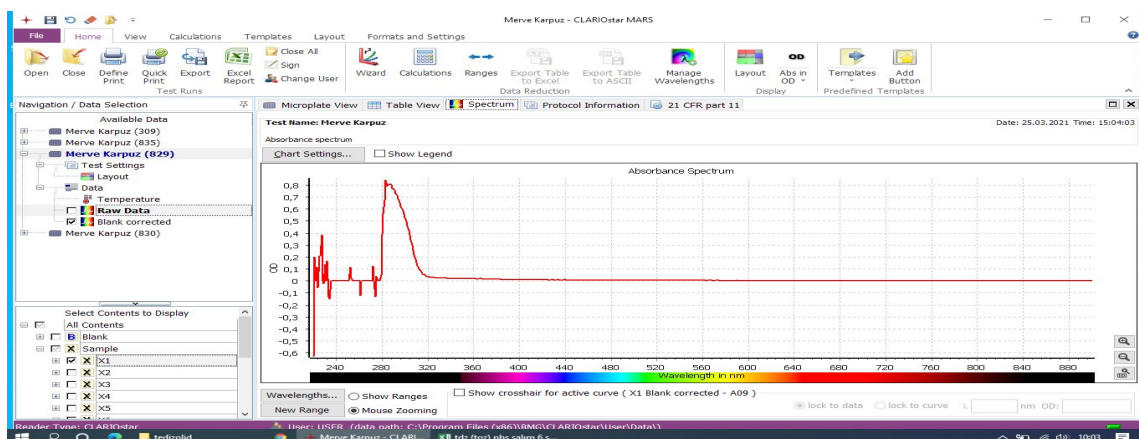 Merve Karpuz - CLARIOstar MARS
File Home View Calculations Templates Layout Formats and Settings
Open Close Define Print Quick Print Export Excel Report
Close All
Sign
Change User
Wizard Calculations Ranges Export Table to Excel Export Table to ASCII Manage Wavelengths
Layout Abs in OD Templates Add Button
Test Runs Data Reduction Display Predefined Templates
Navigation / Data Selection
Available Data
Merve Karpuz (309)
Merve Karpuz (835)
Merve Karpuz (829)
Test Settings
Layout
Data
Temperature
Raw Data
Blank corrected
Merve Karpuz (830)
Select Contents to Display
All Contents
B Blank
X Sample
X X1
X X2
X X3
X X4
X X5
Microplate View Table View Spectrum Protocol Information 21 CFR part 11
Test Name: Merve Karpuz Date: 25.03.2021 Time: 15:04:03
Absorbance spectrum
Chart Settings... Show Legend
Absorbance Spectrum
OD
0,8
0,7
0,6
0,5
0,4
0,3
0,2
0,1
0
-0,1
-0,2
-0,3
-0,4
-0,5
-0,6
240 280 320 360 400 440 480 520 560 600 640 680 720 760 800 840 880
Wavelength in nm
Wavelengths... Show Ranges Show crosshair for active curve ( X1 Blank corrected - A09 )
New Range Mouse Zooming lock to data lock to curve nm OD:
Reader Type: CLARIOstar User: USER (data path: C:\Program Files (x86)\BMG\CLARIOstar\User\Data\)
tedizolid Merve Karpuz - CLARI... tdz (toz) pbs salım 6 s... 10:03